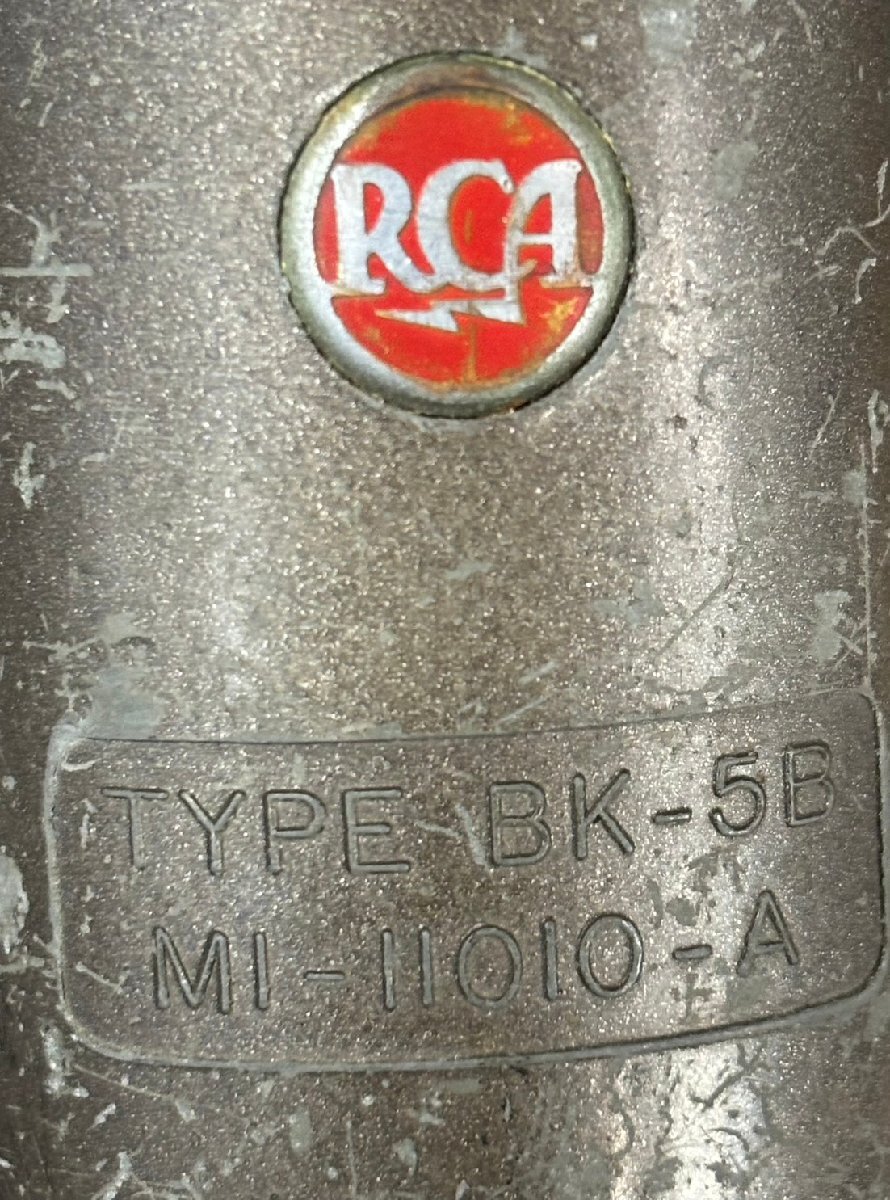 RCA
TYPE BK-5B
MI-11010-A